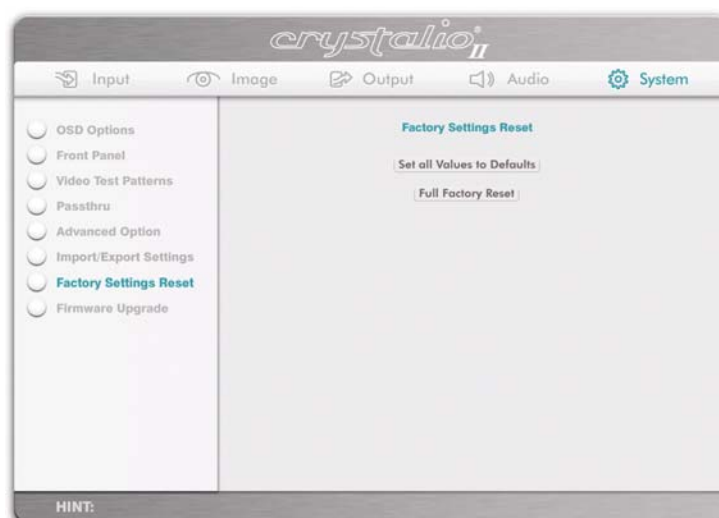 crystalio II
Input Image Output Audio System
OSD Options
Front Panel
Video Test Patterns
Passthru
Advanced Option
Import/Export Settings
Factory Settings Reset
Firmware Upgrade
Factory Settings Reset
Set all Values to Defaults
Full Factory Reset
HINT: